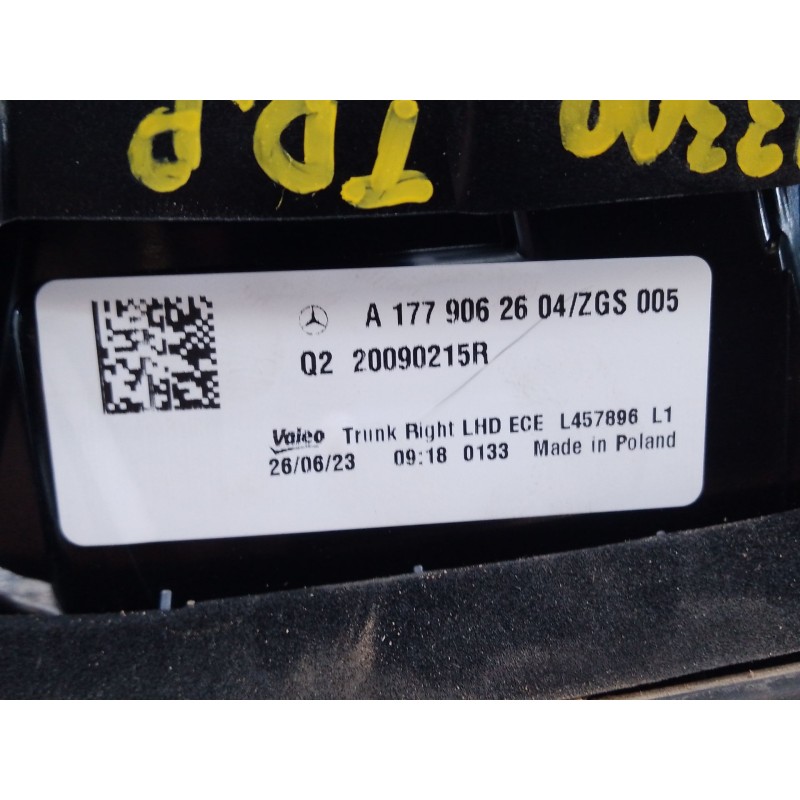 TD.P
A 177 906 26 04/ZGS 005
Q2 20090215R
Valeo Trunk Right LHD ECE L457896 L1
26/06/23 09:18 0133 Made in Poland